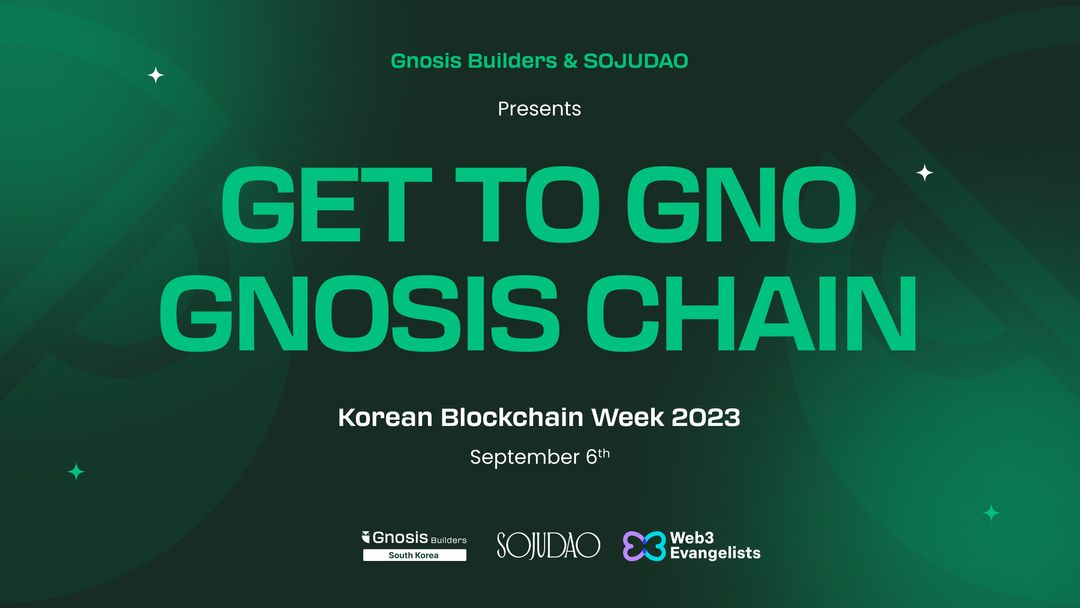 Gnosis Builders & SOJUDAO
Presents
GET TO GNO
GNOSIS CHAIN
Korean Blockchain Week 2023
September 6th
Gnosis Builders
South Korea
SOJUDAO
Web3
Evangelists